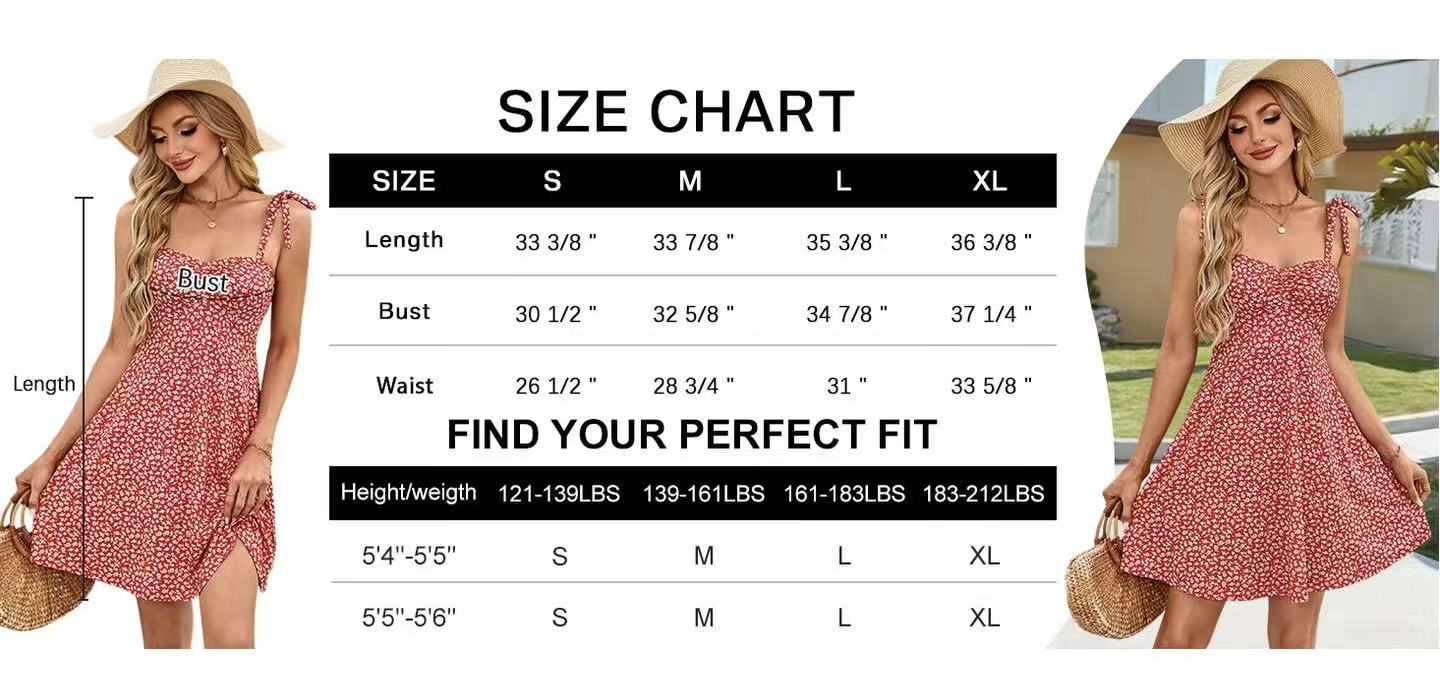 SIZE CHART
SIZE S M L XL
Length 33 3/8 " 33 7/8 " 35 3/8 " 36 3/8 "
Bust 30 1/2 " 32 5/8 " 34 7/8 " 37 1/4 "
Waist 26 1/2 " 28 3/4 " 31 " 33 5/8 "
FIND YOUR PERFECT FIT
Height/weigth 121-139LBS 139-161LBS 161-183LBS 183-212LBS
5'4"-5'5" S M L XL
5'5"-5'6" S M L XL
Bust
Length